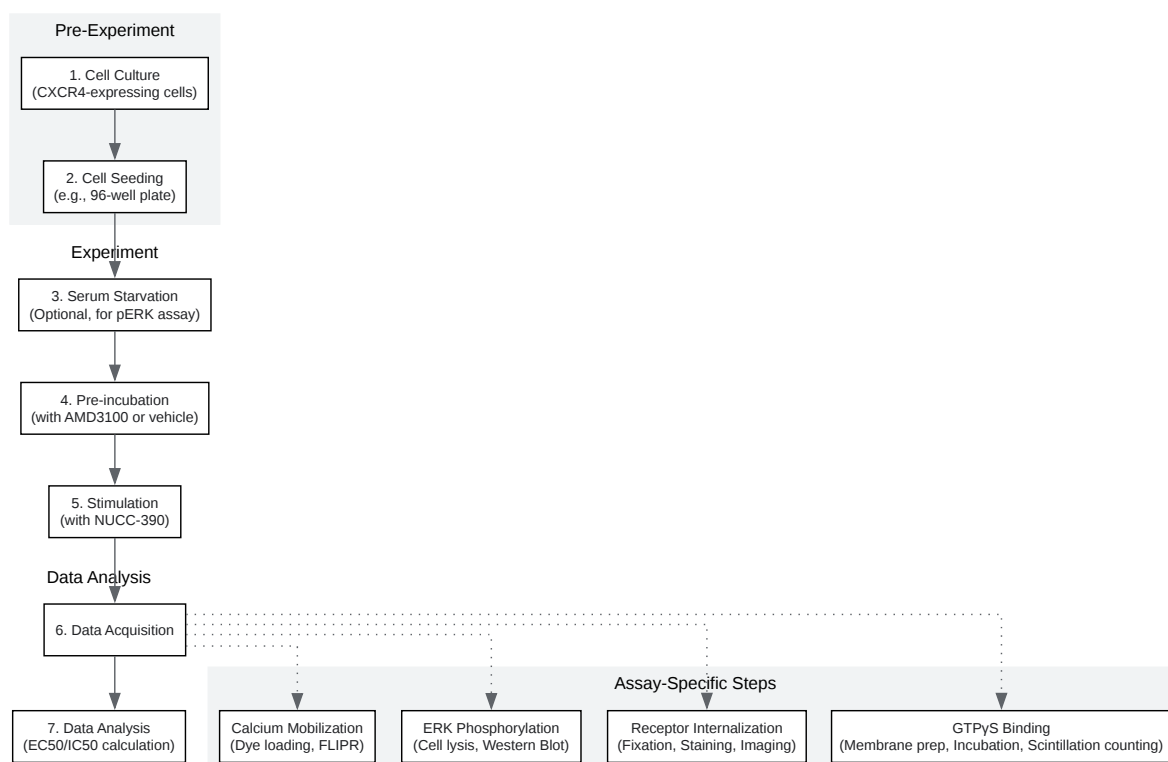 Pre-Experiment
1. Cell Culture
(CXCR4-expressing cells)
2. Cell Seeding
(e.g., 96-well plate)
Experiment
3. Serum Starvation
(Optional, for pERK assay)
4. Pre-incubation
(with AMD3100 or vehicle)
5. Stimulation
(with NUCC-390)
Data Analysis
6. Data Acquisition
7. Data Analysis
(EC50/IC50 calculation)
Assay-Specific Steps
Calcium Mobilization
(Dye loading, FLIPR)
ERK Phosphorylation
(Cell lysis, Western Blot)
Receptor Internalization
(Fixation, Staining, Imaging)
GTPγS Binding
(Membrane prep, Incubation, Scintillation counting)